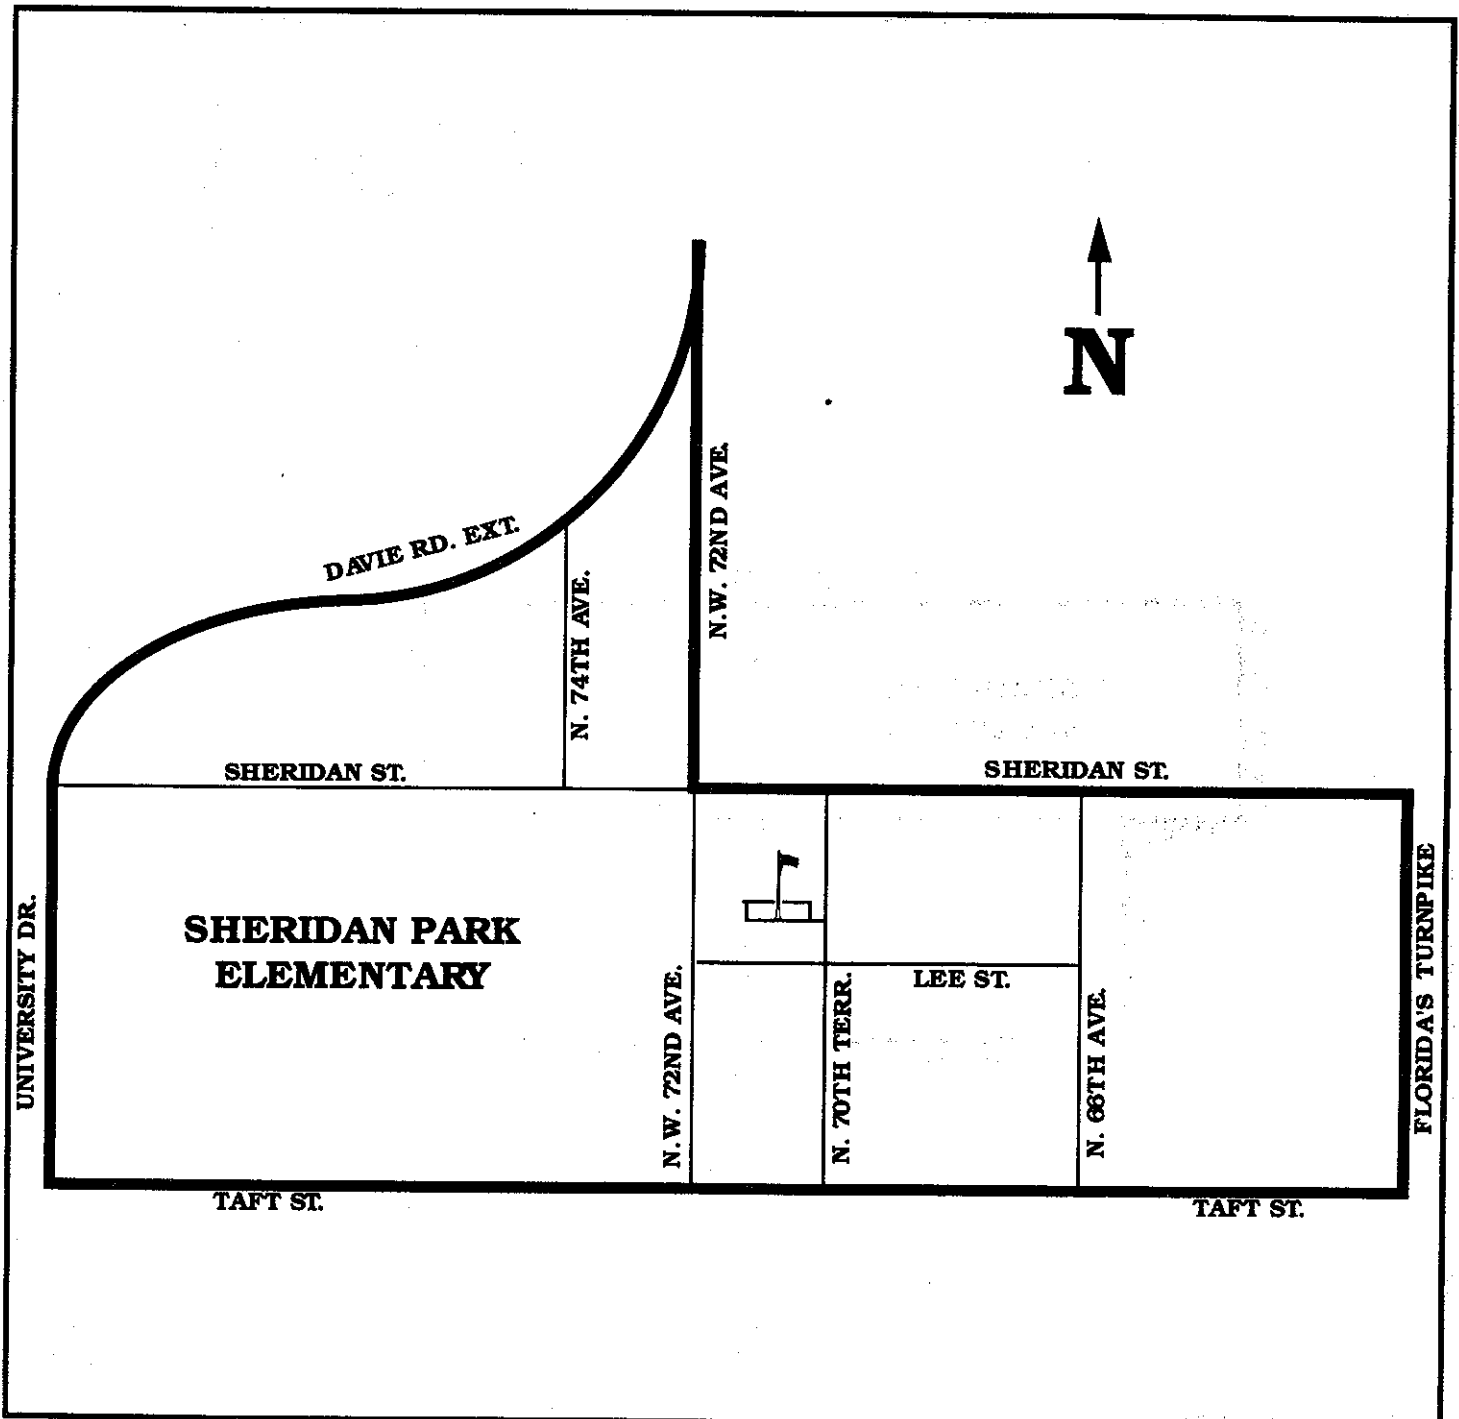 N
DAVIE RD. EXT.
N.W. 72ND AVE.
N. 74TH AVE.
SHERIDAN ST.
SHERIDAN ST.
SHERIDAN PARK
ELEMENTARY
UNIVERSITY DR.
N.W. 72ND AVE.
LEE ST.
N. 70TH TERR.
N. 66TH AVE.
FLORIDA'S TURNPIKE
TAFT ST.
TAFT ST.